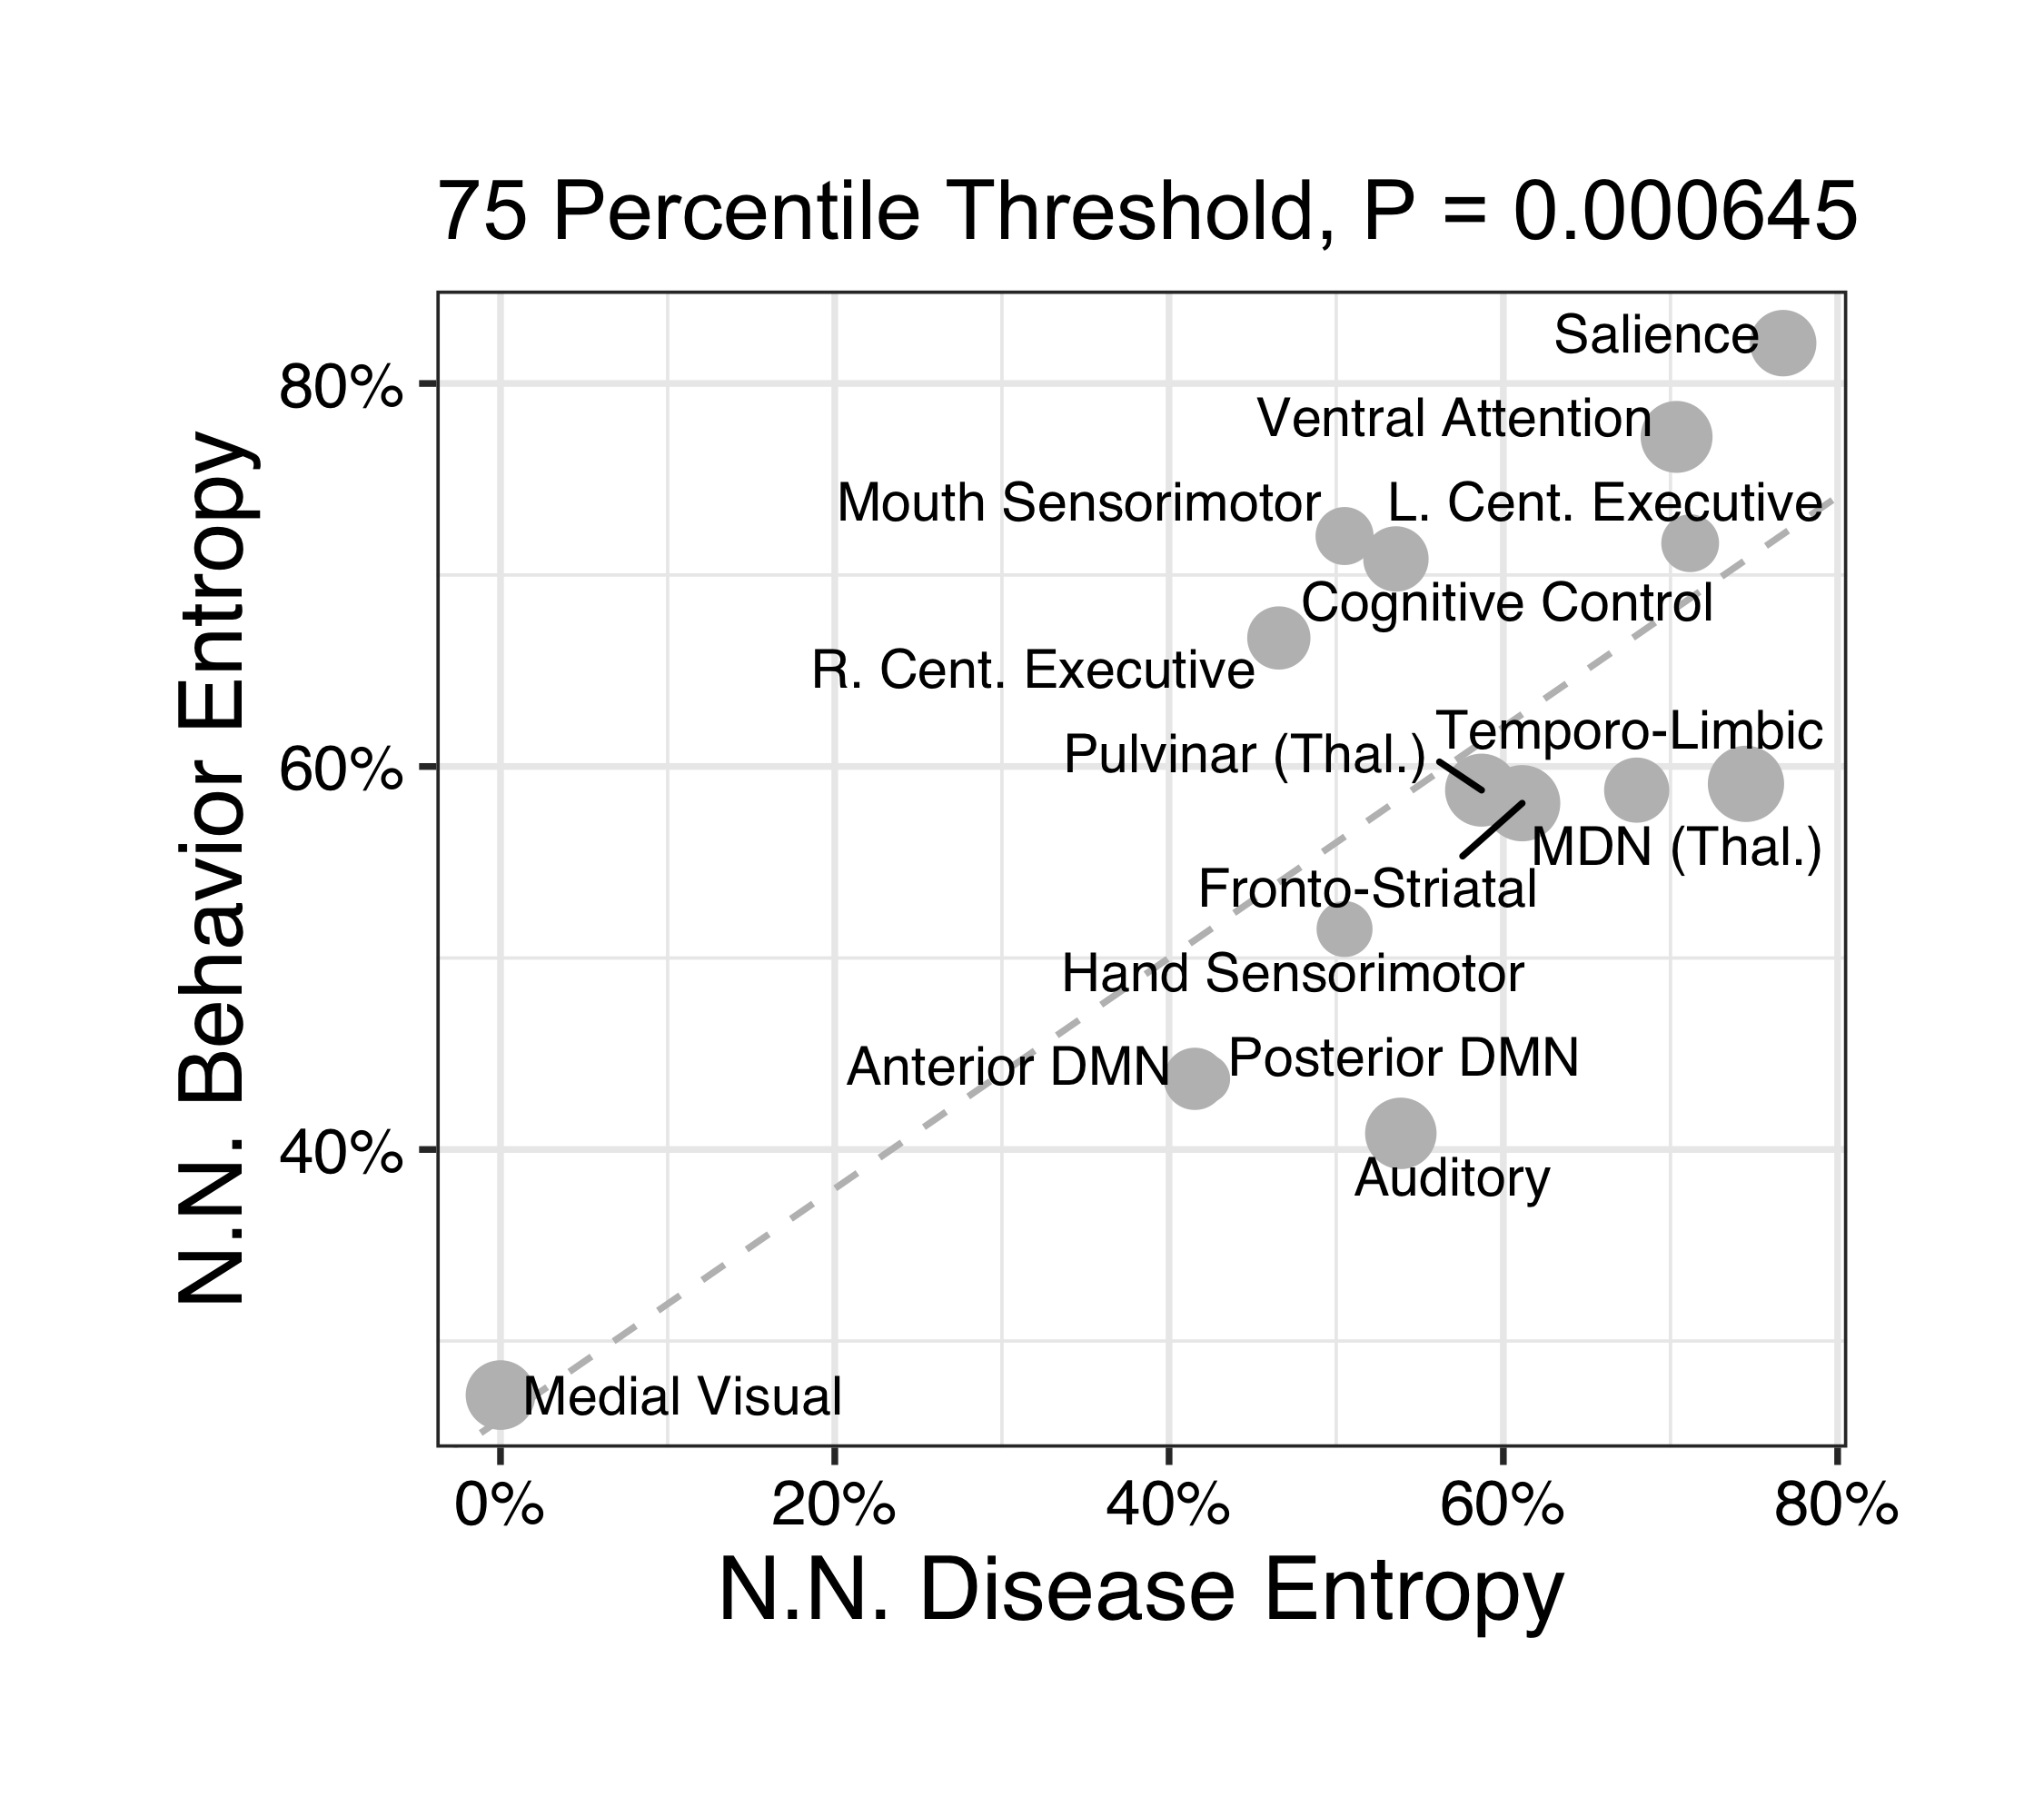 75 Percentile Threshold, P = 0.000645
N.N. Behavior Entropy
80%
60%
40%
Salience
Ventral Attention
Mouth Sensorimotor
L. Cent. Executive
Cognitive Control
R. Cent. Executive
Temporo-Limbic
Pulvinar (Thal.)
MDN (Thal.)
Fronto-Striatal
Hand Sensorimotor
Anterior DMN
Posterior DMN
Auditory
Medial Visual
0%
20%
40%
60%
80%
N.N. Disease Entropy